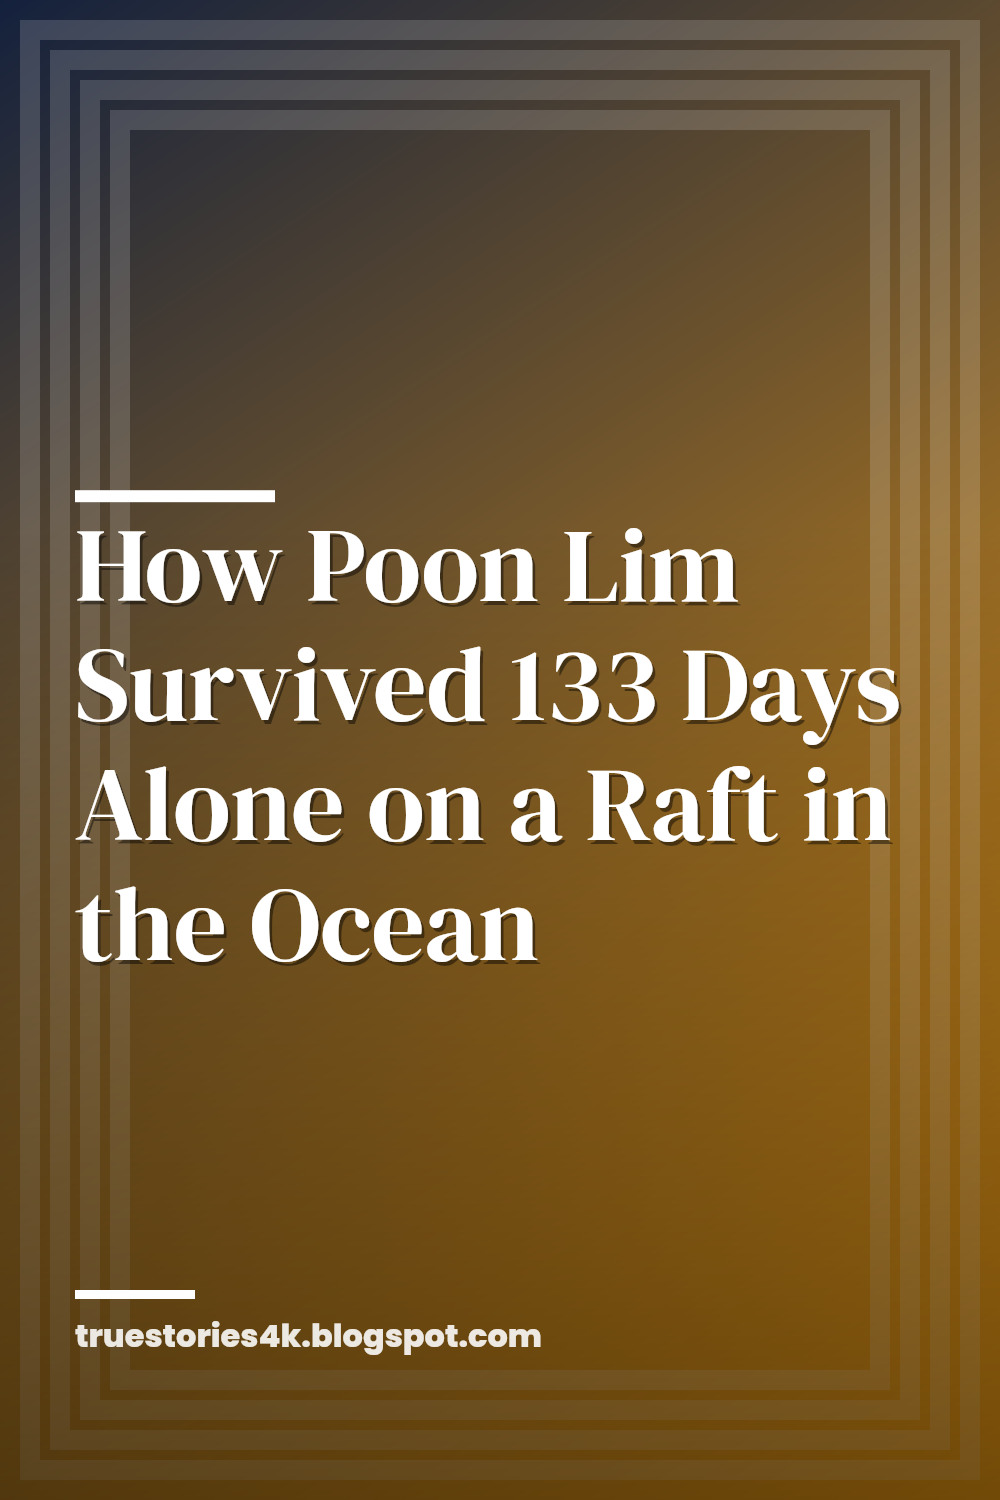 How Poon Lim
Survived 133 Days
Alone on a Raft in
the Ocean
truestories4k.blogspot.com